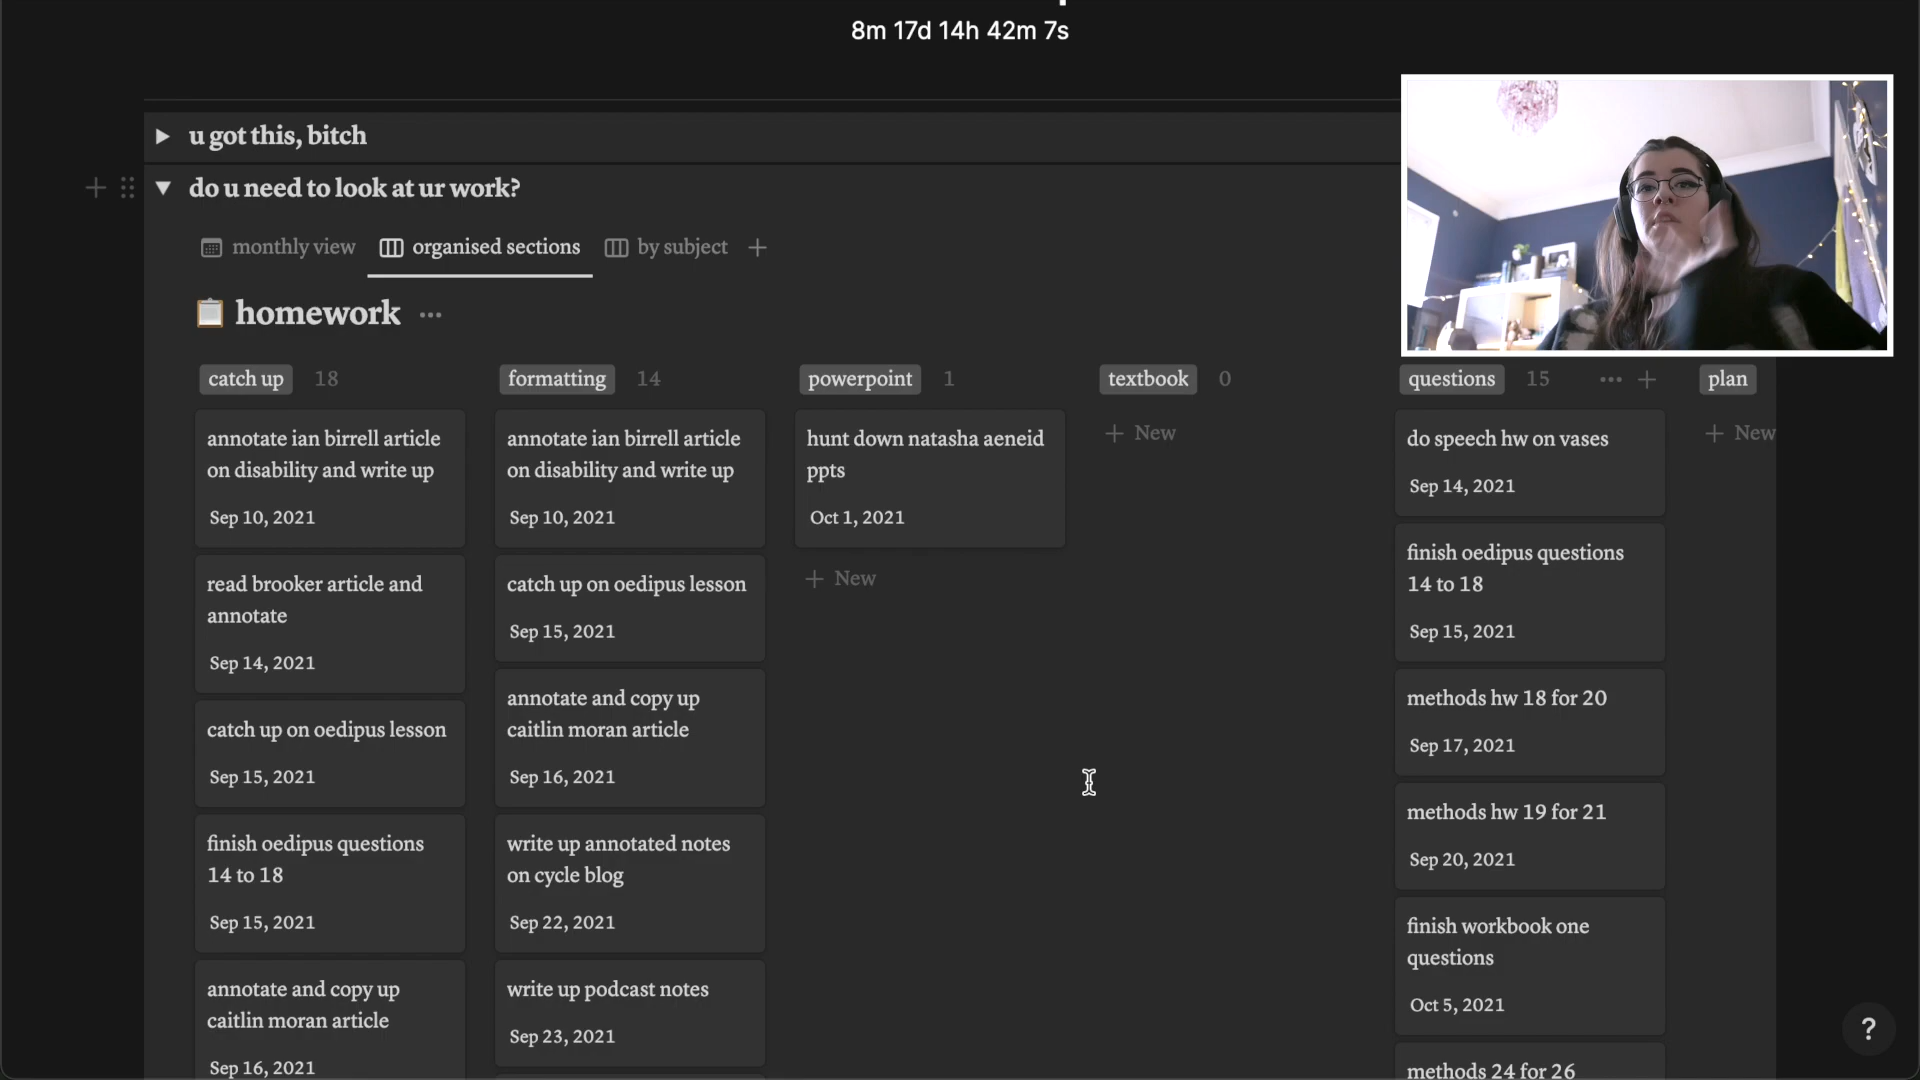 8m 17d 14h 42m 7s
u got this, bitch
do u need to look at ur work?
monthly view organised sections by subject
homework
catch up 18
annotate ian birrell article
on disability and write up
Sep 10, 2021
read brooker article and
annotate
Sep 14, 2021
catch up on oedipus lesson
Sep 15, 2021
finish oedipus questions
14 to 18
Sep 15, 2021
annotate and copy up
caitlin moran article
Sep 16, 2021
formatting 14
annotate ian birrell article
on disability and write up
Sep 10, 2021
catch up on oedipus lesson
Sep 15, 2021
annotate and copy up
caitlin moran article
Sep 16, 2021
write up annotated notes
on cycle blog
Sep 22, 2021
write up podcast notes
Sep 23, 2021
powerpoint 1
hunt down natasha aeneid
ppts
Oct 1, 2021
+ New
textbook 0
+ New
questions 15
do speech hw on vases
Sep 14, 2021
finish oedipus questions
14 to 18
Sep 15, 2021
methods hw 18 for 20
Sep 17, 2021
methods hw 19 for 21
Sep 20, 2021
finish workbook one
questions
Oct 5, 2021
methods 24 for 26
plan
+ New
?